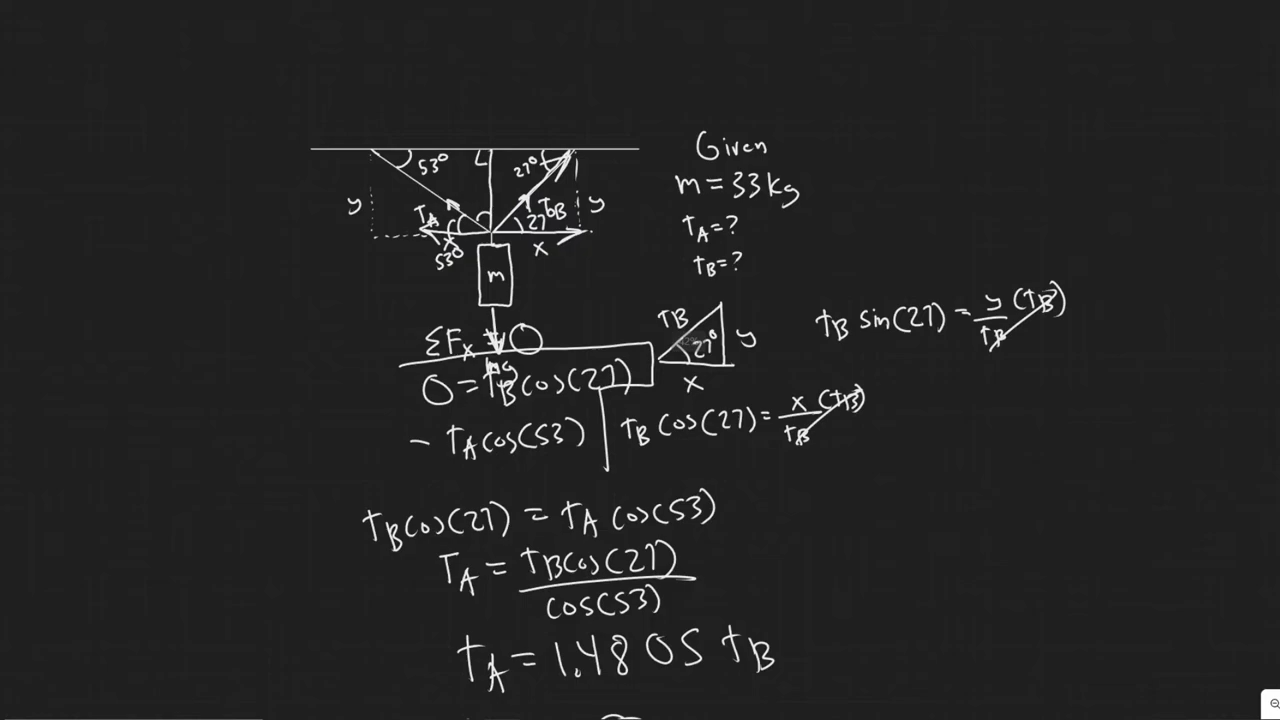 Given
m = 33 kg
tA = ?
tB = ?
53° 27°
y TA TB y
53° x 27° x
m
mg
TB 27° y
x
tB sin(27) = y/tB (tB)
ΣFx = 0
0 = tB cos(27)
- tA cos(53)
tB cos(27) = x/tB (tB)
tB cos(27) = tA cos(53)
TA = tB cos(27) / cos(53)
tA = 1.4805 tB